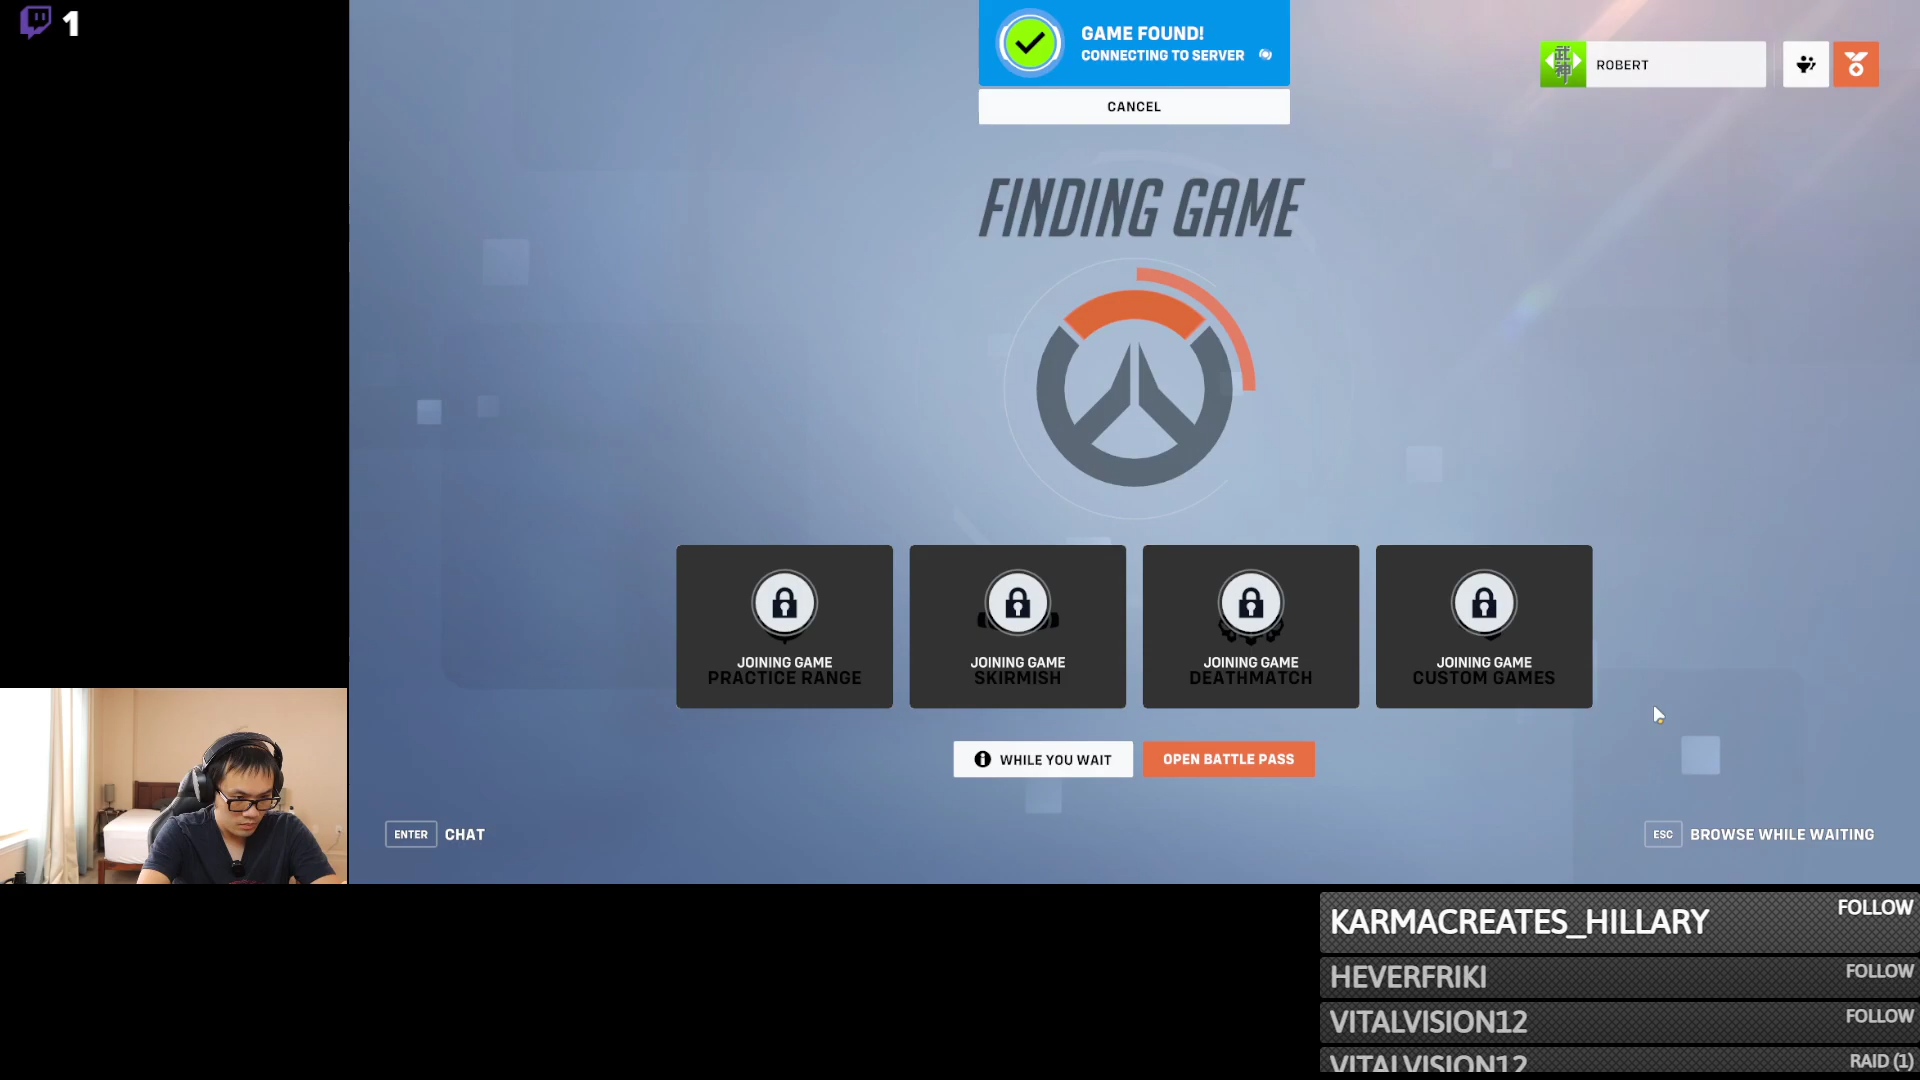 1
GAME FOUND!
CONNECTING TO SERVER
CANCEL
武神
ROBERT
FINDING GAME
JOINING GAME
PRACTICE RANGE
JOINING GAME
SKIRMISH
JOINING GAME
DEATHMATCH
JOINING GAME
CUSTOM GAMES
WHILE YOU WAIT
OPEN BATTLE PASS
ENTER CHAT
ESC BROWSE WHILE WAITING
KARMACREATES_HILLARY FOLLOW
HEVERFRIKI FOLLOW
VITALVISION12 FOLLOW
VITALVISION12 RAID (1)